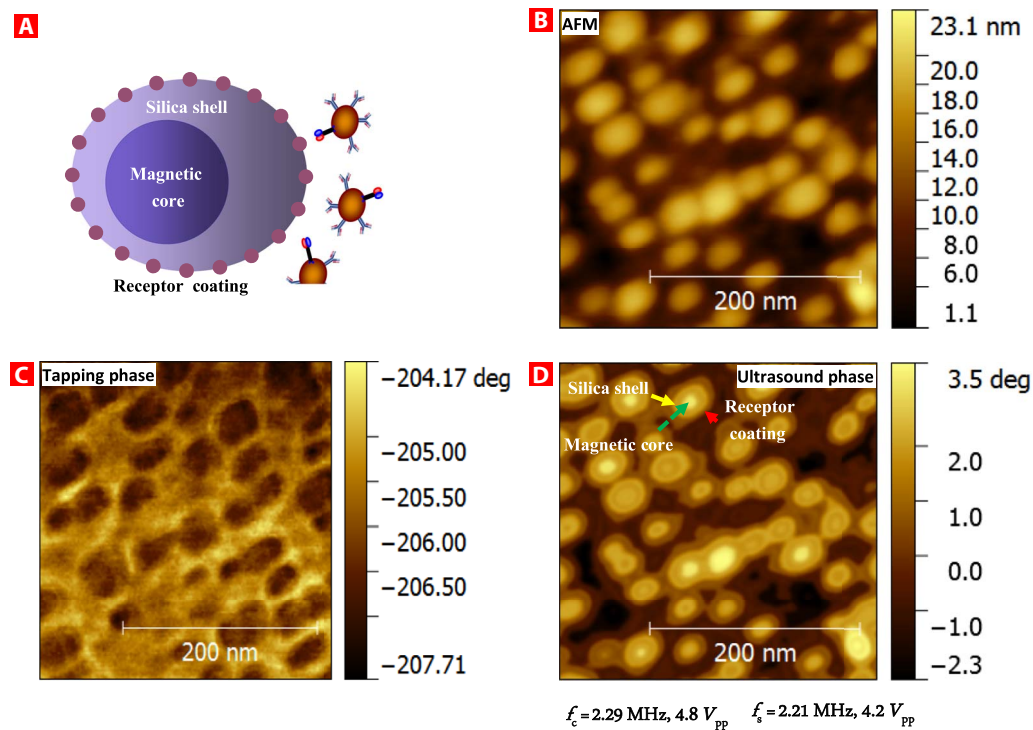 A
Silica shell
Magnetic
core
Receptor coating
B
AFM
23.1 nm
20.0
18.0
16.0
14.0
12.0
10.0
8.0
6.0
1.1
200 nm
C
Tapping phase
−204.17 deg
−205.00
−205.50
−206.00
−206.50
−207.71
200 nm
D
Ultrasound phase
Silica shell
Receptor
coating
Magnetic core
3.5 deg
2.0
1.0
0.0
−1.0
−2.3
200 nm
fc = 2.29 MHz, 4.8 Vpp fs = 2.21 MHz, 4.2 Vpp